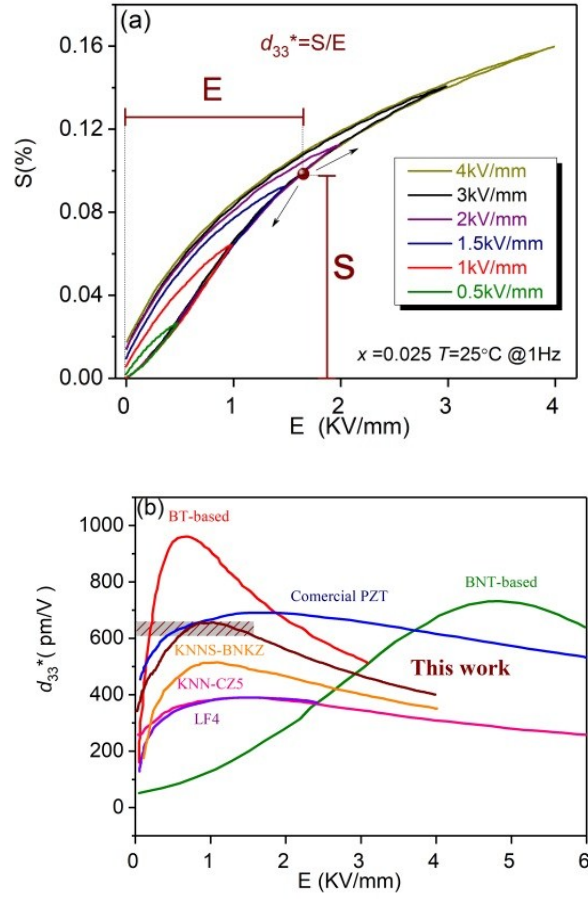 (a)
d33*=S/E
E
S
4kV/mm
3kV/mm
2kV/mm
1.5kV/mm
1kV/mm
0.5kV/mm
x =0.025 T=25°C @1Hz
S(%)
0.16
0.12
0.08
0.04
0.00
0 1 2 3 4
E (KV/mm)
(b)
BT-based
Comercial PZT
BNT-based
KNNS-BNKZ
This work
KNN-CZ5
LF4
d33*( pm/V)
1000
800
600
400
200
0
0 1 2 3 4 5 6
E (KV/mm)